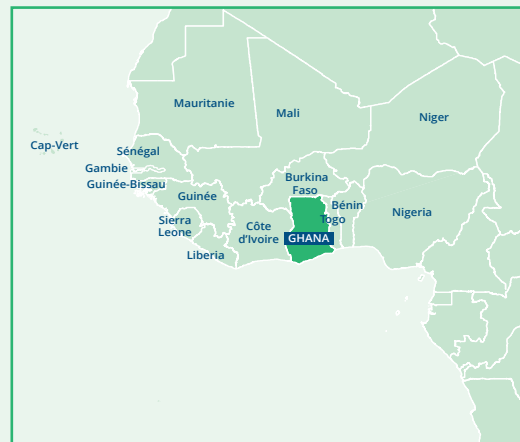 Mauritanie
Mali
Niger
Cap-Vert
Sénégal
Gambie
Guinée-Bissau
Burkina
Faso
Guinée
Bénin
Togo
Nigeria
Sierra
Leone
Côte
d'Ivoire
GHANA
Liberia